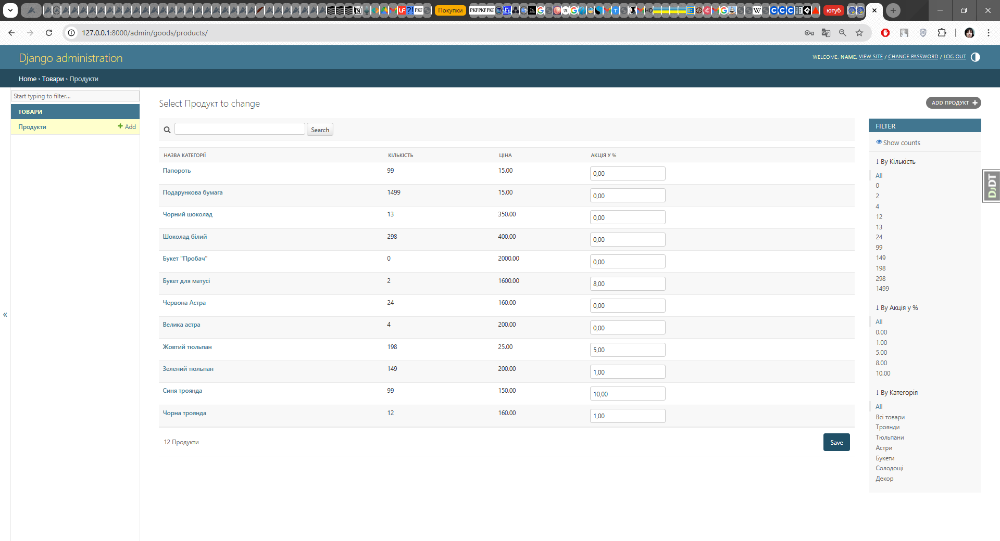 Покупки
ютуб
127.0.0.1:8000/admin/goods/products/
Django administration
WELCOME, NAME. VIEW SITE / CHANGE PASSWORD / LOG OUT
Home › Товари › Продукти
Start typing to filter...
ТОВАРИ
Продукти + Add
Select Продукт to change
ADD ПРОДУКТ +
Search
НАЗВА КАТЕГОРІЇ КІЛЬКІСТЬ ЦІНА АКЦІЯ У %
Папороть 99 15.00 0,00
Подарункова бумага 1499 15.00 0,00
Чорний шоколад 13 350.00 0,00
Шоколад білий 298 400.00 0,00
Букет "Пробач" 0 2000.00 0,00
Букет для матусі 2 1600.00 8,00
Червона Астра 24 160.00 0,00
Велика астра 4 200.00 0,00
Жовтий тюльпан 198 25.00 5,00
Зелений тюльпан 149 200.00 1,00
Синя троянда 99 150.00 10,00
Чорна троянда 12 160.00 1,00
12 Продукти
Save
FILTER
Show counts
↓ By Кількість
All
0
2
4
12
13
24
99
149
198
298
1499
↓ By Акція у %
All
0.00
1.00
5.00
8.00
10.00
↓ By Категорія
All
Всі товари
Троянди
Тюльпани
Астри
Букети
Солодощі
Декор
DJDT
«